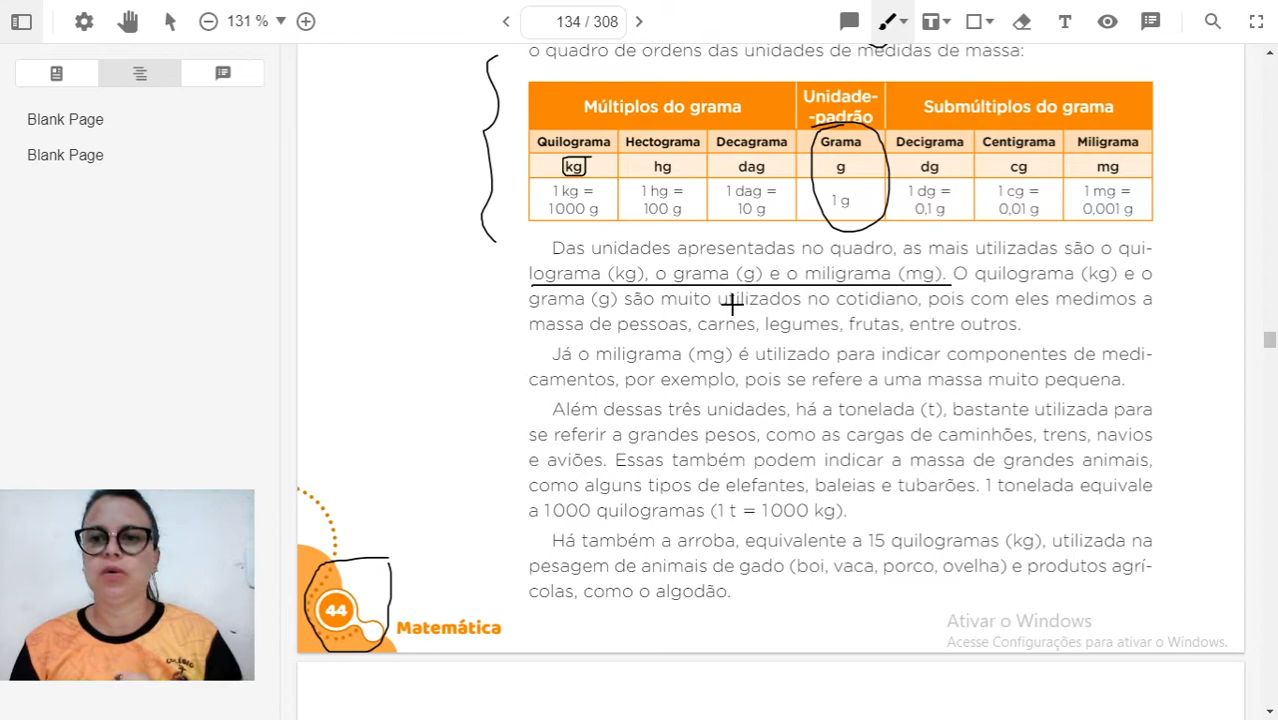 131 %
134 / 308
Blank Page
Blank Page
o quadro de ordens das unidades de medidas de massa:
Múltiplos do grama
Unidade-
-padrão
Submúltiplos do grama
Quilograma Hectograma Decagrama Grama Decigrama Centigrama Miligrama
kg hg dag g dg cg mg
1 kg = 1 hg = 1 dag = 1 g 1 dg = 1 cg = 1 mg =
1000 g 100 g 10 g 0,1 g 0,01 g 0,001 g
Das unidades apresentadas no quadro, as mais utilizadas são o qui-
lograma (kg), o grama (g) e o miligrama (mg). O quilograma (kg) e o
grama (g) são muito utilizados no cotidiano, pois com eles medimos a
massa de pessoas, carnes, legumes, frutas, entre outros.
Já o miligrama (mg) é utilizado para indicar componentes de medi-
camentos, por exemplo, pois se refere a uma massa muito pequena.
Além dessas três unidades, há a tonelada (t), bastante utilizada para
se referir a grandes pesos, como as cargas de caminhões, trens, navios
e aviões. Essas também podem indicar a massa de grandes animais,
como alguns tipos de elefantes, baleias e tubarões. 1 tonelada equivale
a 1000 quilogramas (1 t = 1000 kg).
Há também a arroba, equivalente a 15 quilogramas (kg), utilizada na
pesagem de animais de gado (boi, vaca, porco, ovelha) e produtos agrí-
colas, como o algodão.
44
Matemática
Ativar o Windows
Acesse Configurações para ativar o Windows.